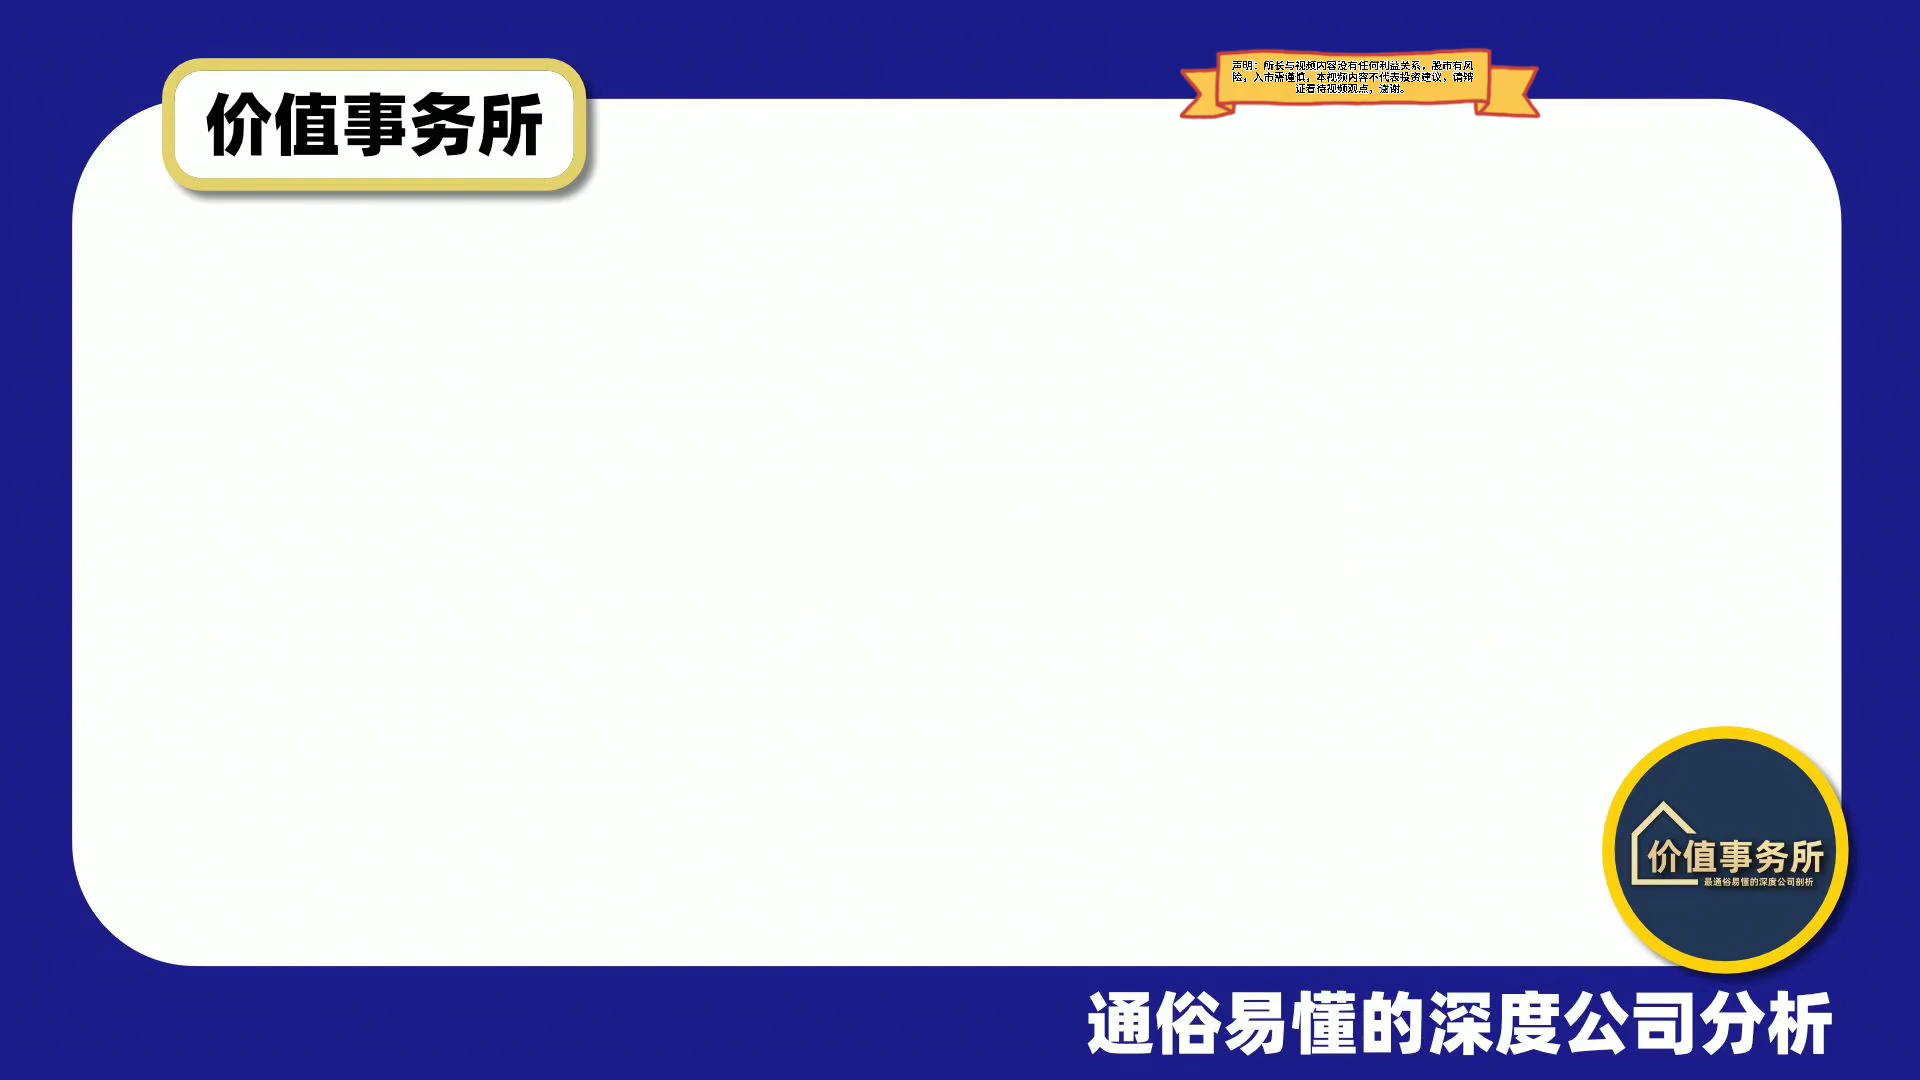 价值事务所
声明：所长与视频内容没有任何利益关系，股市有风
险，入市需谨慎，本视频内容不代表投资建议，请辩
证看待视频观点，谢谢。
价值事务所
最通俗易懂的深度公司剖析
通俗易懂的深度公司分析